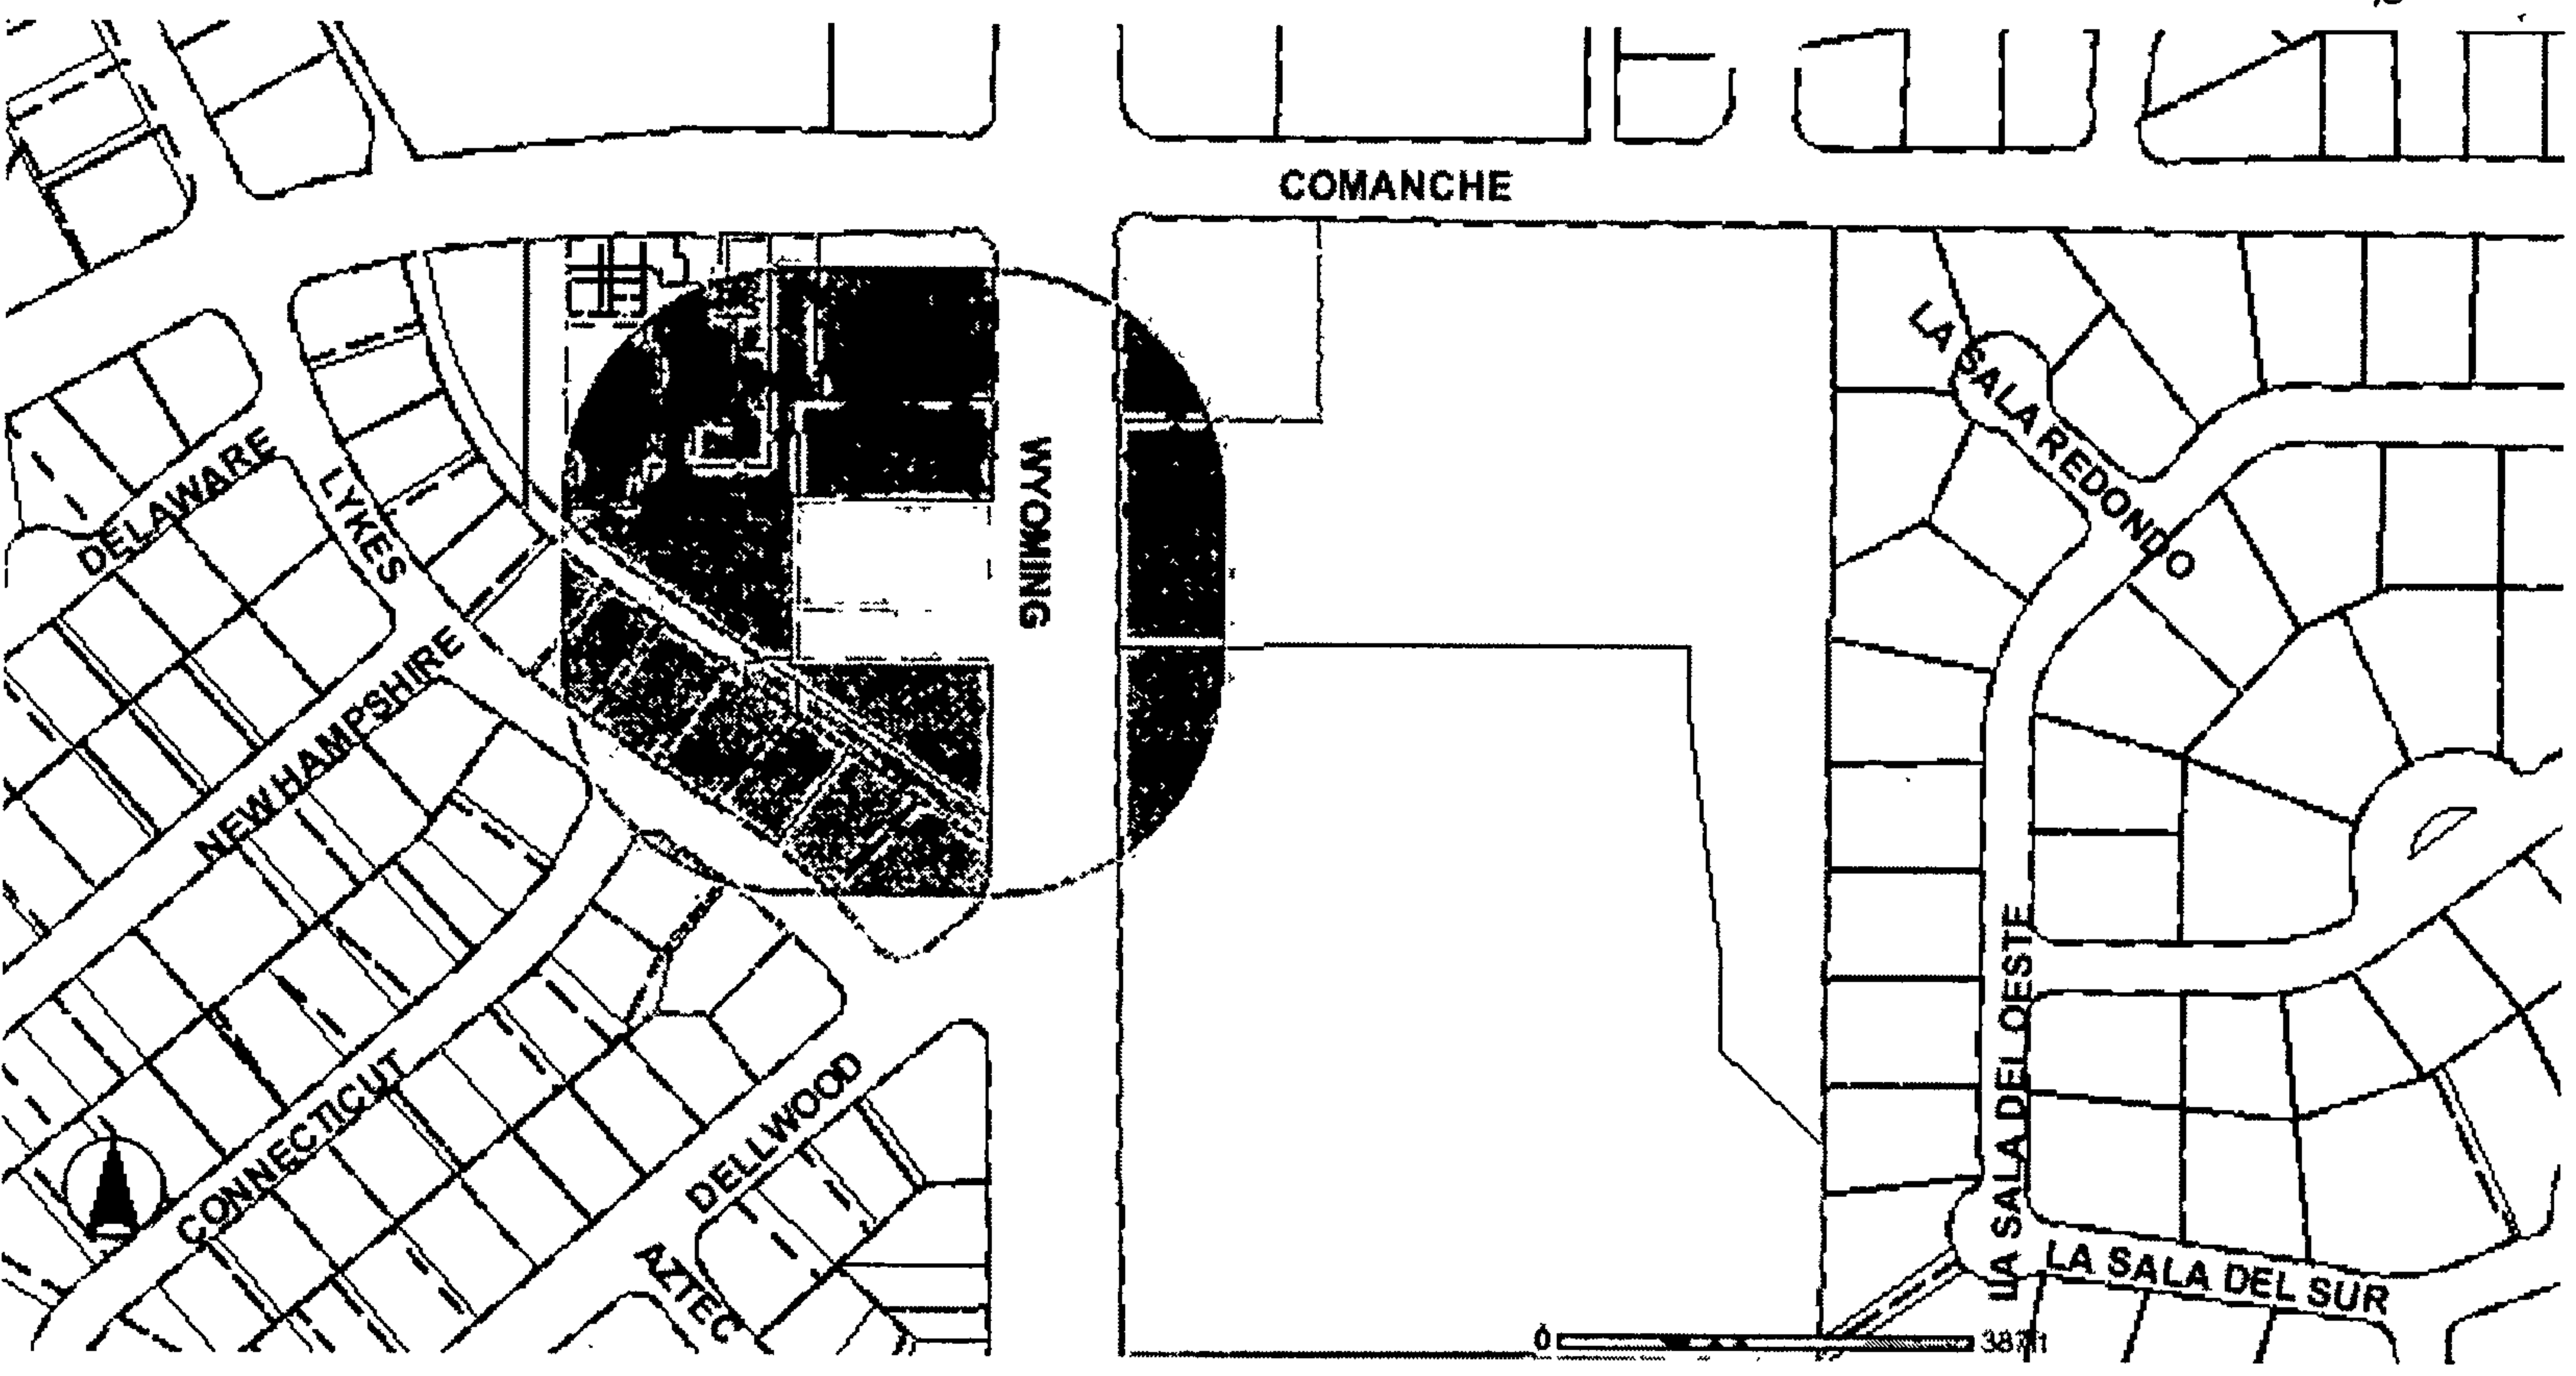 COMANCHE
LA SALA REDONDO
WYOMING
DELAWARE
LYKES
NEW HAMPSHIRE
CONNECTICUT
DELLWOOD
AZTEC
LA SALA DEL OESTE
LA SALA DEL SUR
0